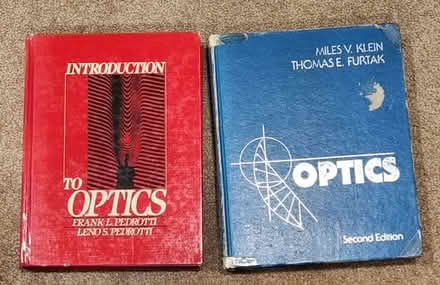 INTRODUCTION
TO
OPTICS
FRANK L. PEDROTTI
LENO S. PEDROTTI
MILES V. KLEIN
THOMAS E. FURTAK
OPTICS
Second Edition